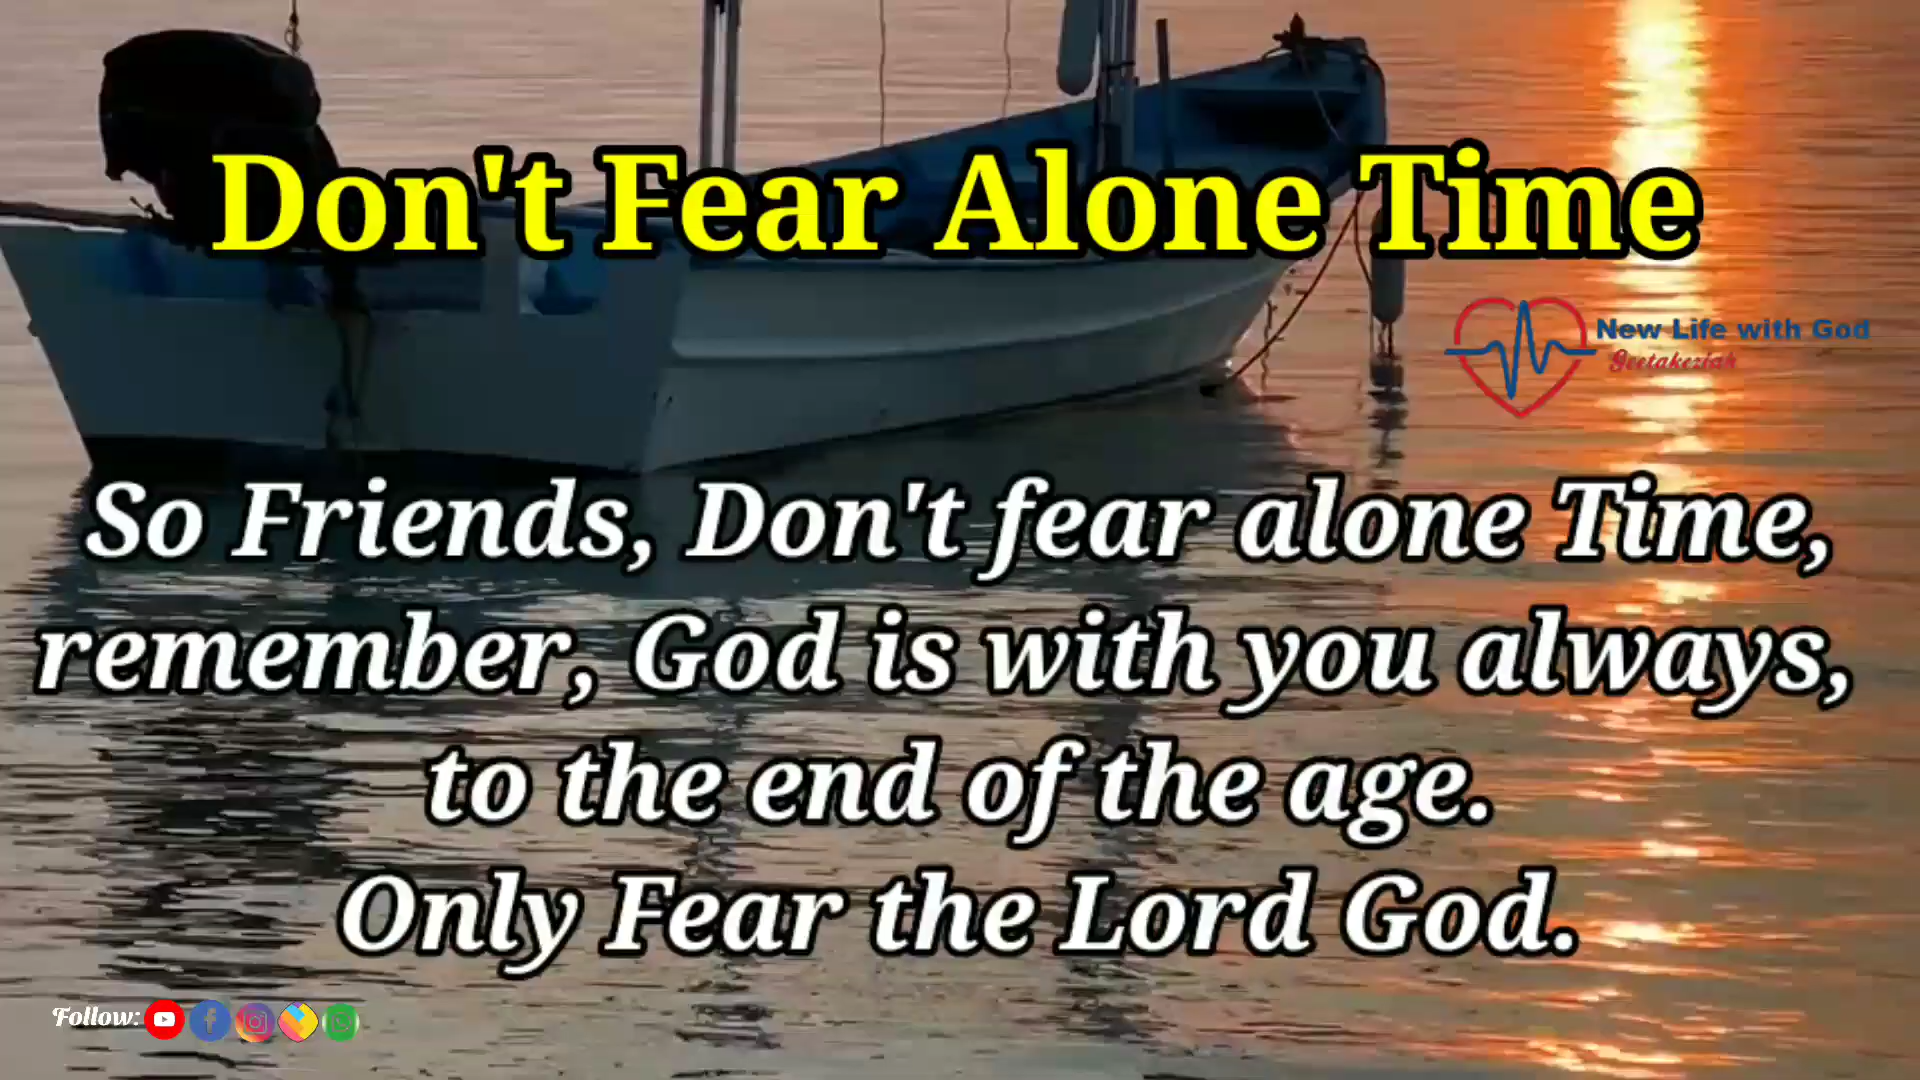 Don't Fear Alone Time
New Life with God
Geetakeziah
So Friends, Don't fear alone Time,
remember, God is with you always,
to the end of the age.
Only Fear the Lord God.
Follow: